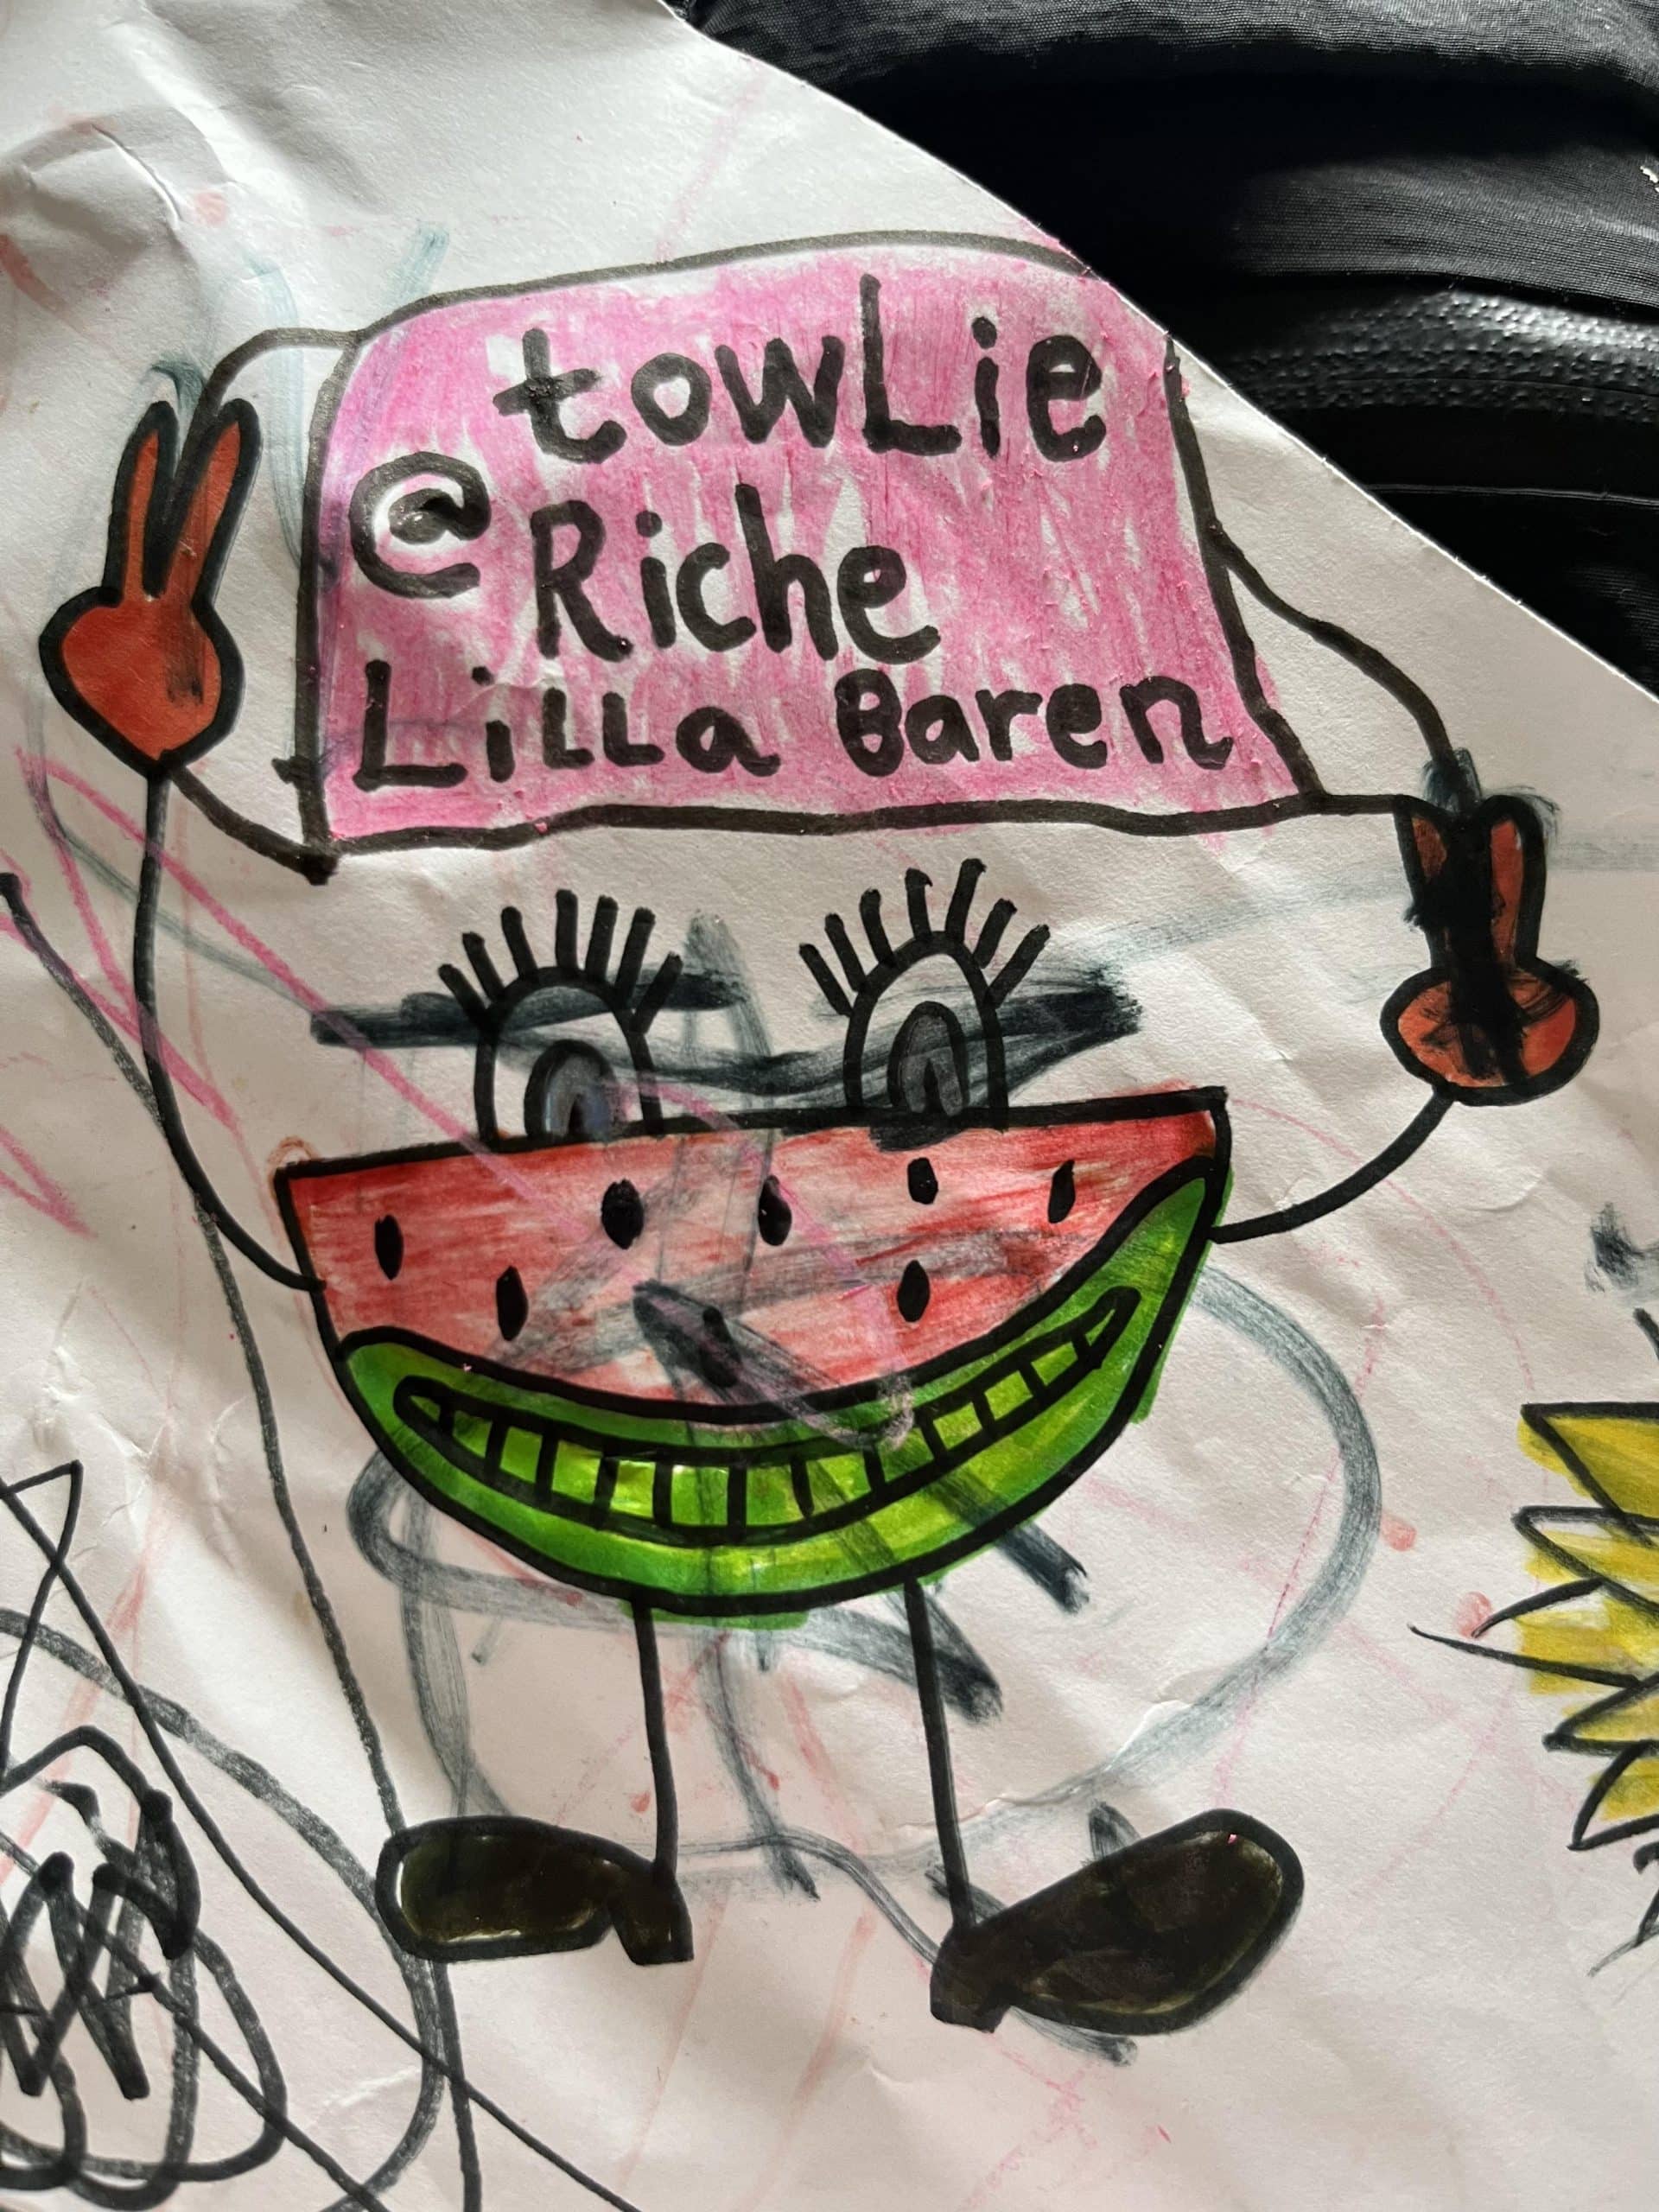 towLie
@ Riche
LiLLa Baren